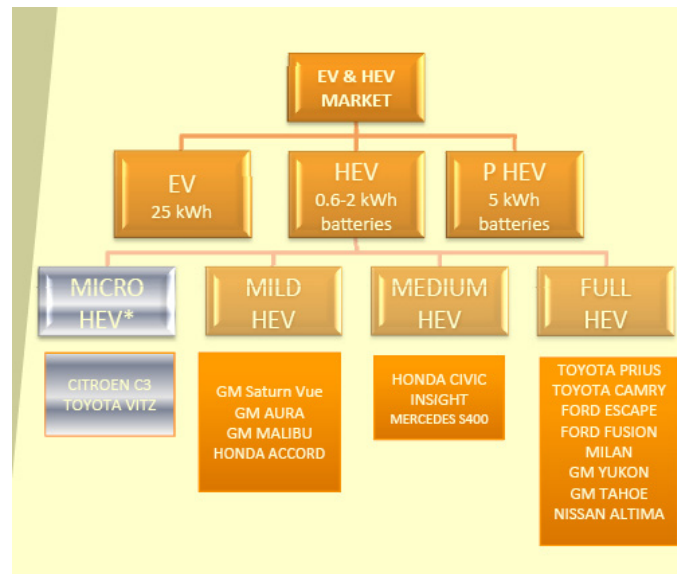 EV & HEV
MARKET
EV
25 kWh
HEV
0.6-2 kWh
batteries
P HEV
5 kWh
batteries
MICRO
HEV*
MILD
HEV
MEDIUM
HEV
FULL
HEV
CITROEN C3
TOYOTA VITZ
GM Saturn Vue
GM AURA
GM MALIBU
HONDA ACCORD
HONDA CIVIC
INSIGHT
MERCEDES S400
TOYOTA PRIUS
TOYOTA CAMRY
FORD ESCAPE
FORD FUSION
MILAN
GM YUKON
GM TAHOE
NISSAN ALTIMA